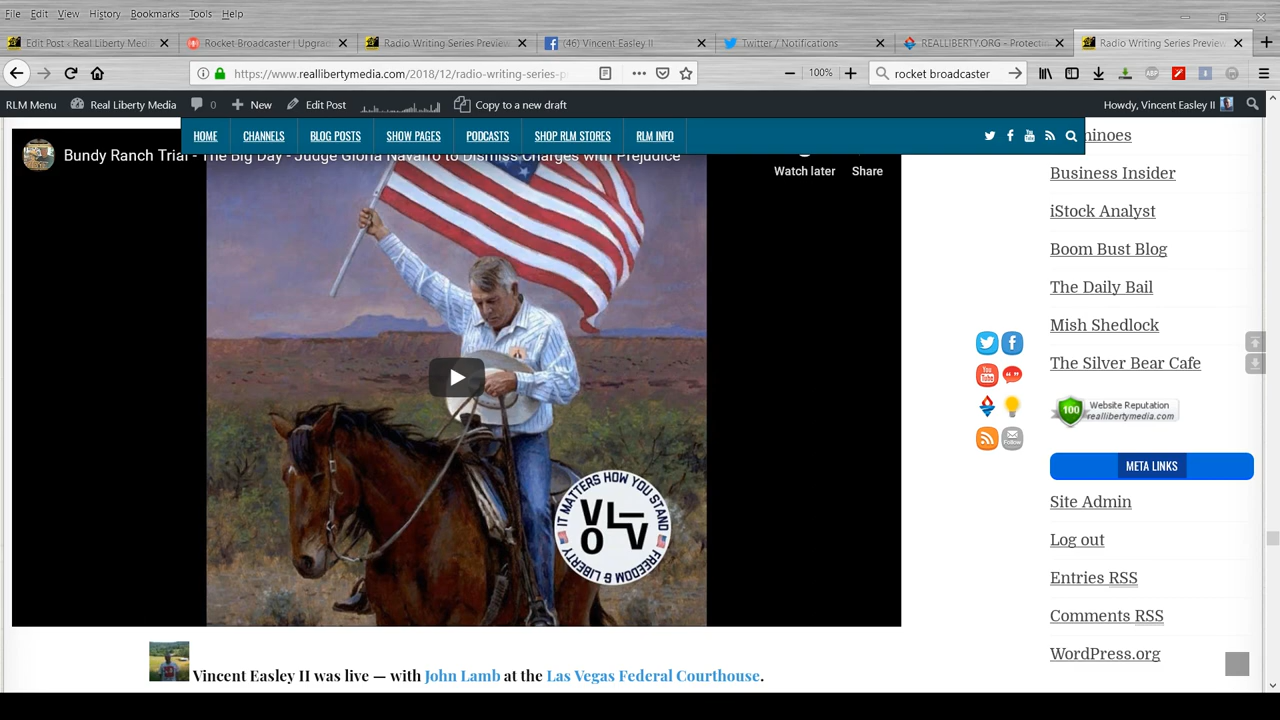 File Edit View History Bookmarks Tools Help
Edit Post ‹ Real Liberty Med
Rocket Broadcaster | Upgrad
Radio Writing Series Preview
(46) Vincent Easley II
Twitter / Notifications
REALLIBERTY.ORG - Protectin
Radio Writing Series Preview
https://www.reallibertymedia.com/2018/12/radio-writing-series-p
100%
rocket broadcaster
RLM Menu Real Liberty Media 0 New Edit Post Copy to a new draft Howdy, Vincent Easley II
HOME CHANNELS BLOG POSTS SHOW PAGES PODCASTS SHOP RLM STORES RLM INFO
Bundy Ranch Trial - The Big Day - Judge Gloria Navarro to Dismiss Charges with Prejudice
Watch later Share
IT MATTERS HOW YOU STAND
VL–V
O
FREEDOM & LIBERTY
Vincent Easley II was live — with John Lamb at the Las Vegas Federal Courthouse.
You
Tube
Follow
minoes
Business Insider
iStock Analyst
Boom Bust Blog
The Daily Bail
Mish Shedlock
The Silver Bear Cafe
100 Website Reputation
reallibertymedia.com
META LINKS
Site Admin
Log out
Entries RSS
Comments RSS
WordPress.org